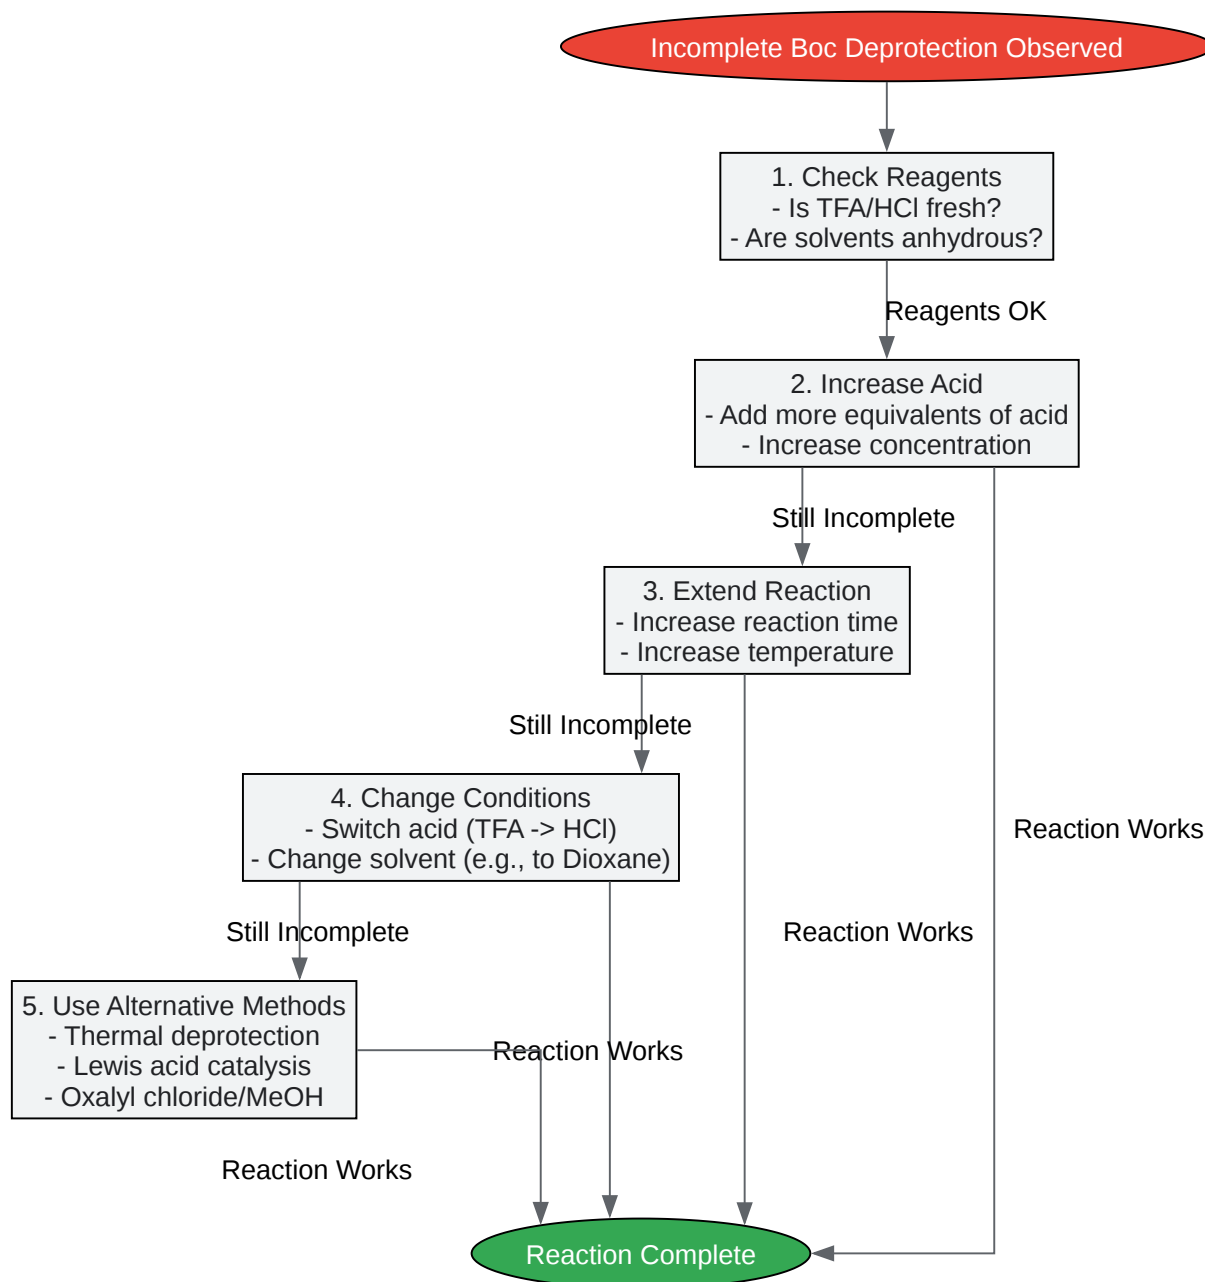 Incomplete Boc Deprotection Observed
1. Check Reagents
- Is TFA/HCl fresh?
- Are solvents anhydrous?
Reagents OK
2. Increase Acid
- Add more equivalents of acid
- Increase concentration
Still Incomplete
3. Extend Reaction
- Increase reaction time
- Increase temperature
Still Incomplete
4. Change Conditions
- Switch acid (TFA -> HCl)
- Change solvent (e.g., to Dioxane)
Reaction Works
Still Incomplete
Reaction Works
5. Use Alternative Methods
- Thermal deprotection
- Lewis acid catalysis
- Oxalyl chloride/MeOH
Reaction Works
Reaction Works
Reaction Complete